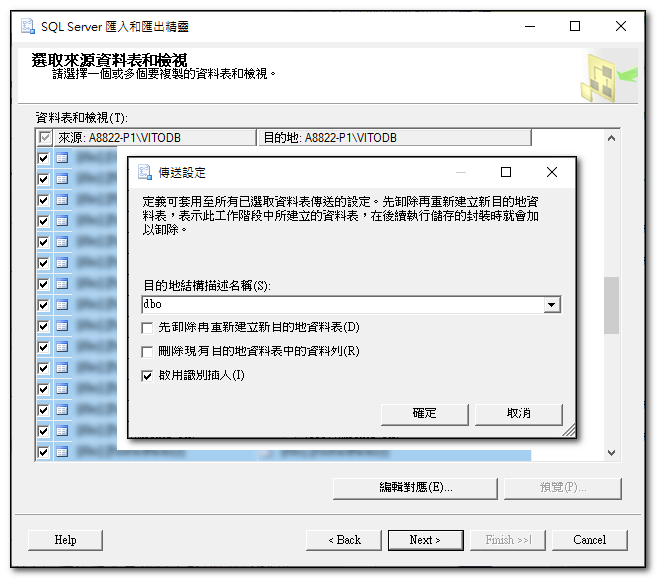 SQL Server 匯入和匯出精靈
選取來源資料表和檢視
請選擇一個或多個要複製的資料表和檢視。
資料表和檢視(T):
來源: A8822-P1\VITODB
目的地: A8822-P1\VITODB
傳送設定
定義可套用至所有已選取資料表傳送的設定。先卸除再重新建立新目的地資
料表，表示此工作階段中所建立的資料表，在後續執行儲存的封裝時就會加
以卸除。
目的地結構描述名稱(S):
dbo
先卸除再重新建立新目的地資料表(D)
刪除現有目的地資料表中的資料列(R)
啟用識別插入(I)
確定
取消
編輯對應(E)...
預覽(P)...
Help
< Back
Next >
Finish >>|
Cancel